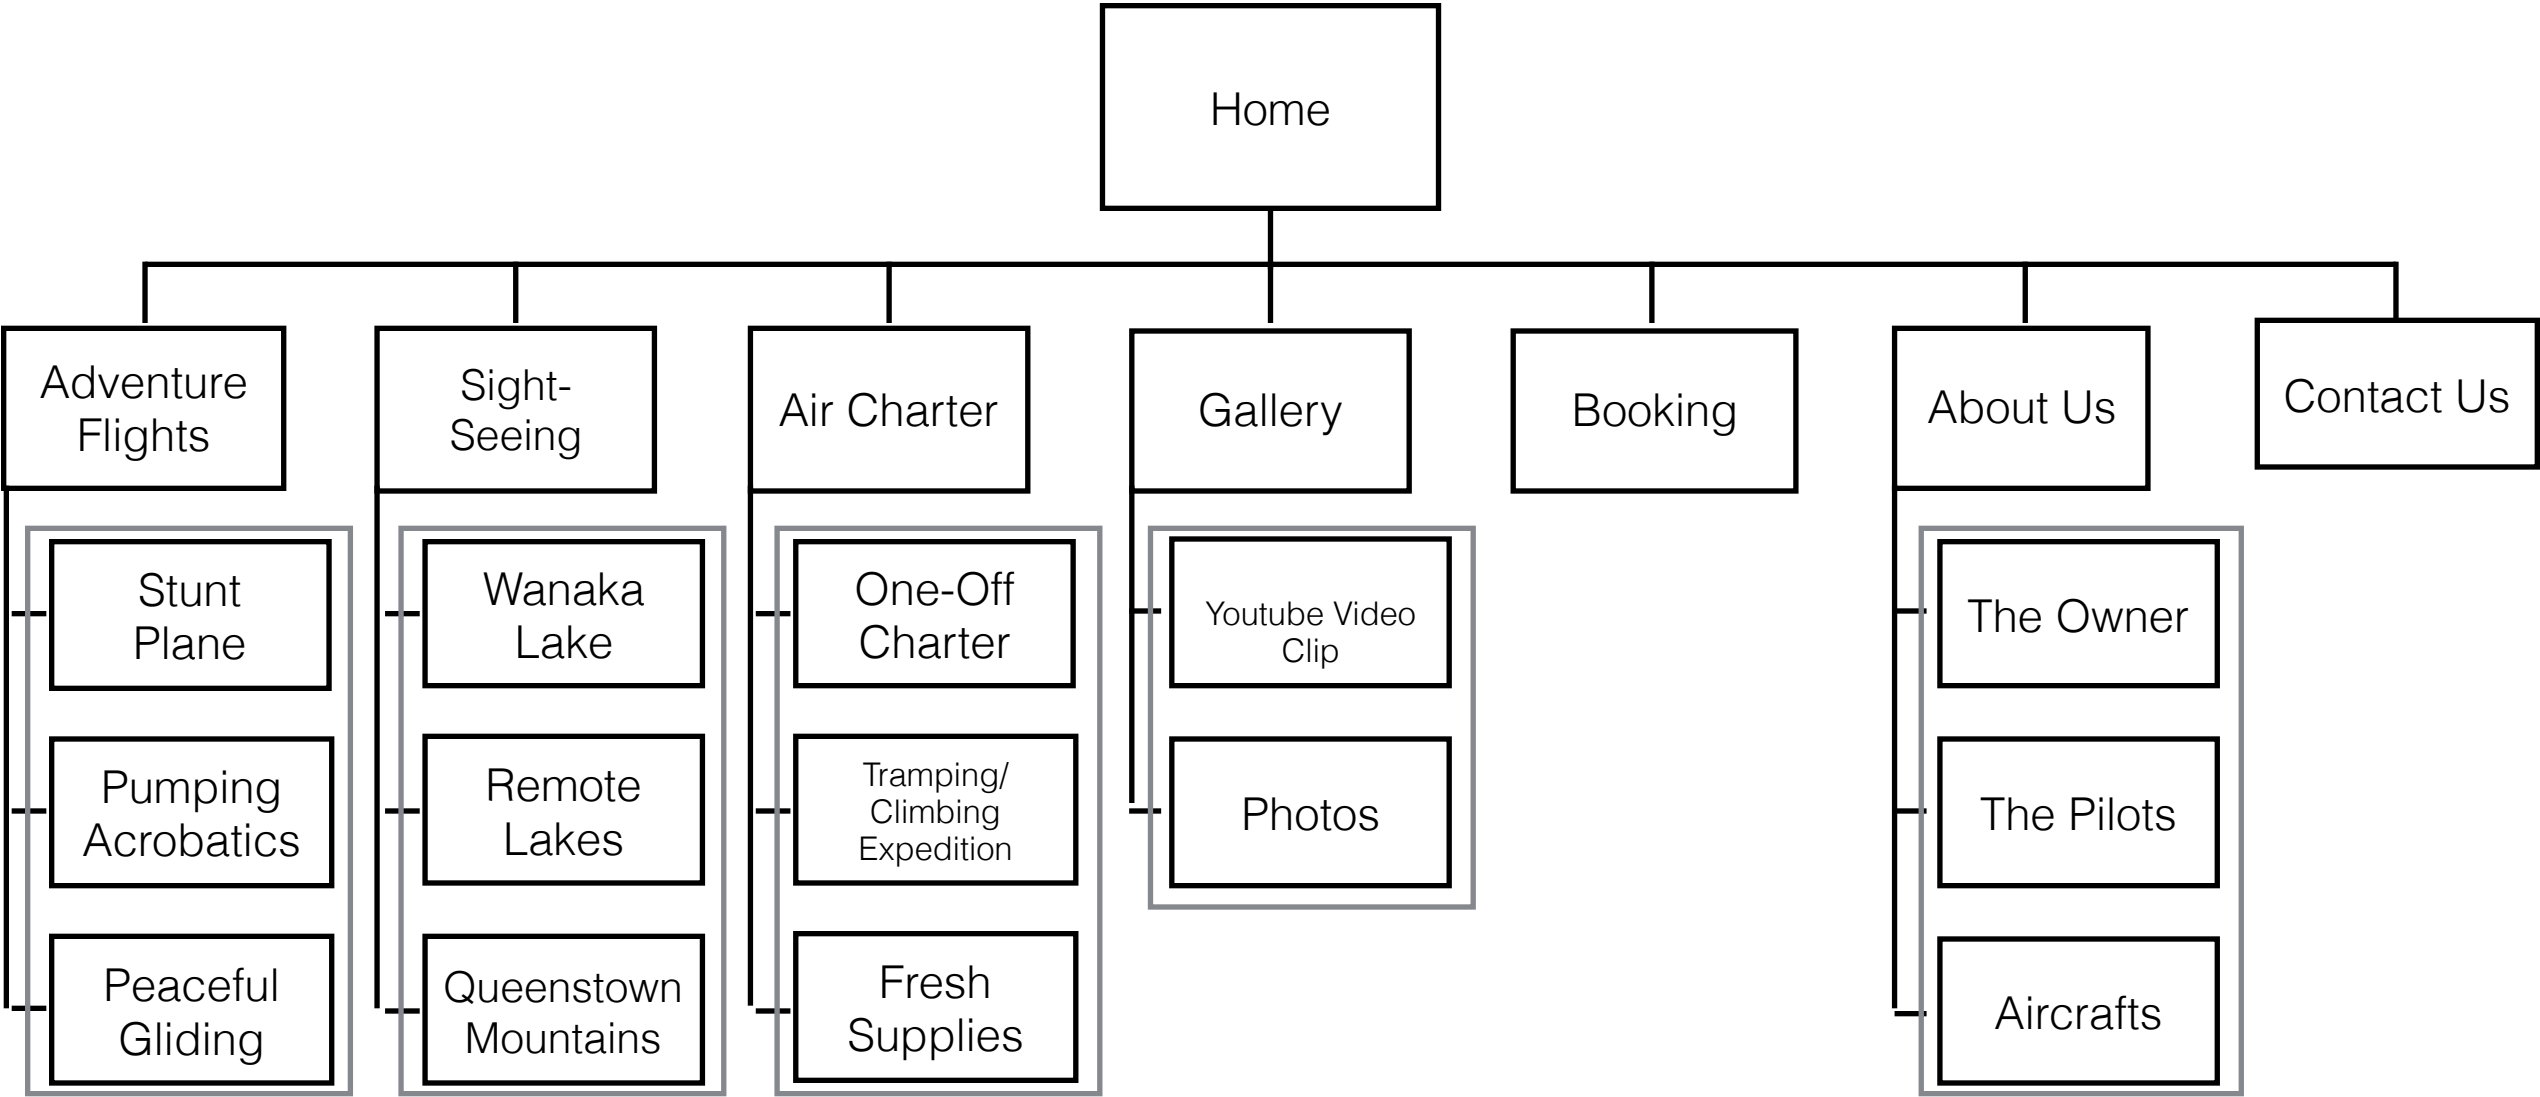 Home
Adventure
Flights
Sight-
Seeing
Air Charter
Gallery
Booking
About Us
Contact Us
Stunt
Plane
Pumping
Acrobatics
Peaceful
Gliding
Wanaka
Lake
Remote
Lakes
Queenstown
Mountains
One-Off
Charter
Tramping/
Climbing
Expedition
Fresh
Supplies
Youtube Video
Clip
Photos
The Owner
The Pilots
Aircrafts